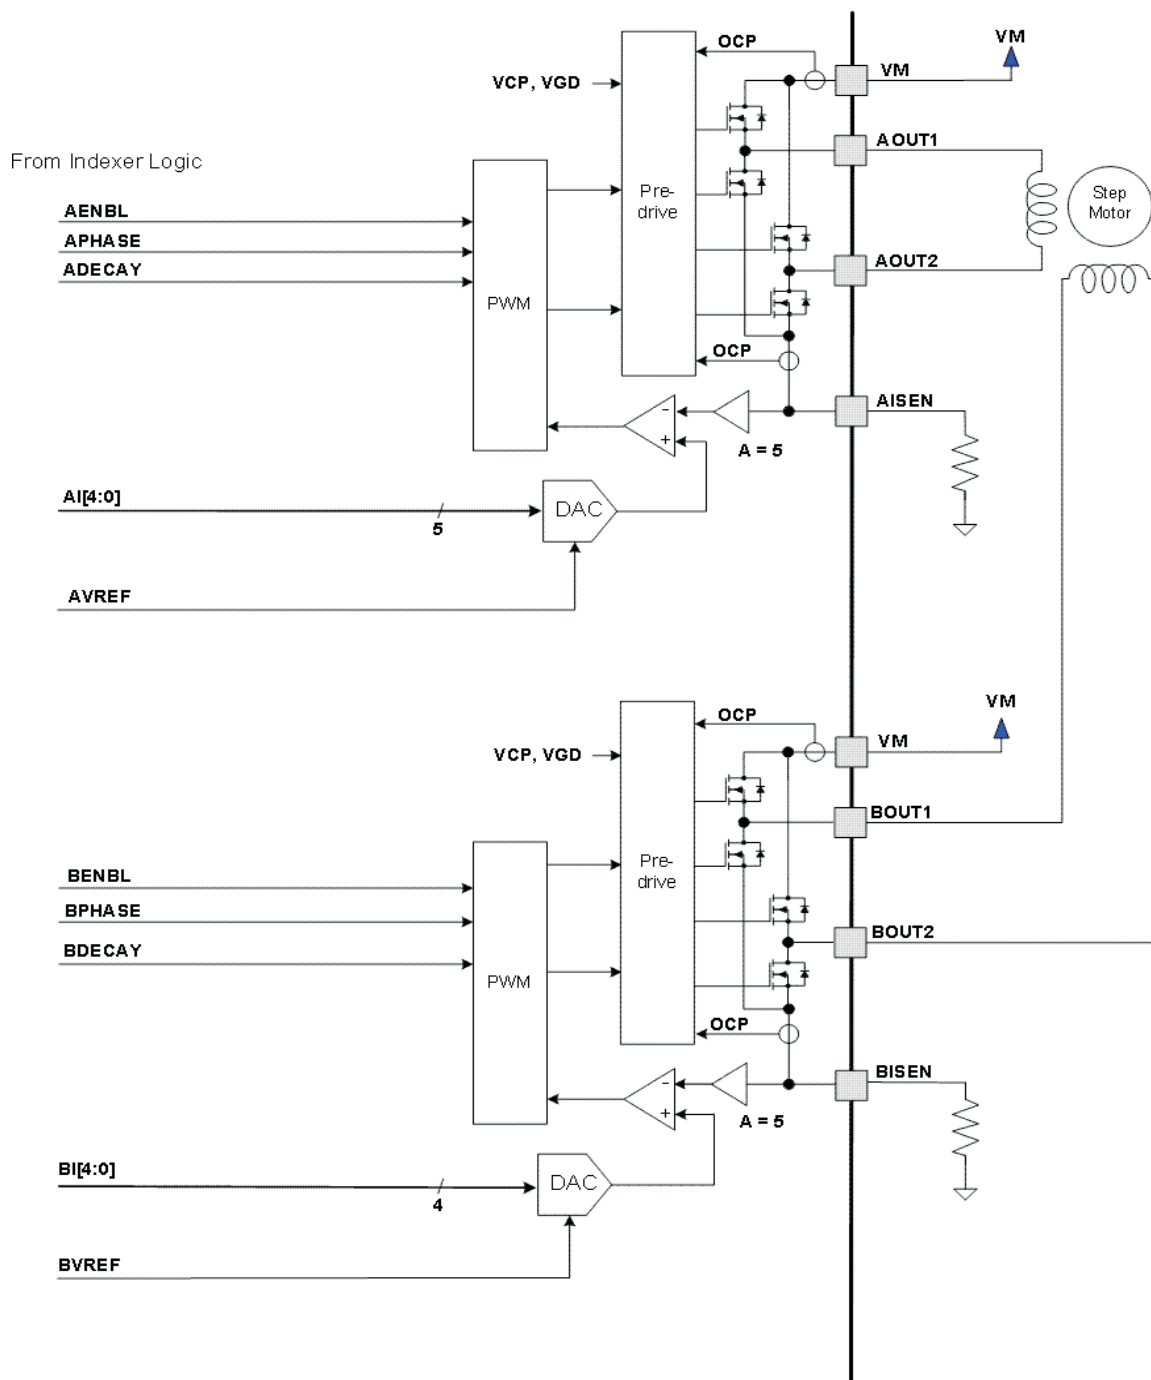 OCP
VM
VCP, VGD
VM
AOUT1
From Indexer Logic
Pre-
drive
Step
Motor
AENBL
APHASE
ADECAY
AOUT2
PWM
OCP
AISEN
-
+
A = 5
AI[4:0]
5
DAC
AVREF
OCP
VM
VM
VCP, VGD
BOUT1
Pre-
drive
BENBL
BPHASE
BDECAY
BOUT2
PWM
OCP
BISEN
-
+
A = 5
BI[4:0]
4
DAC
BVREF